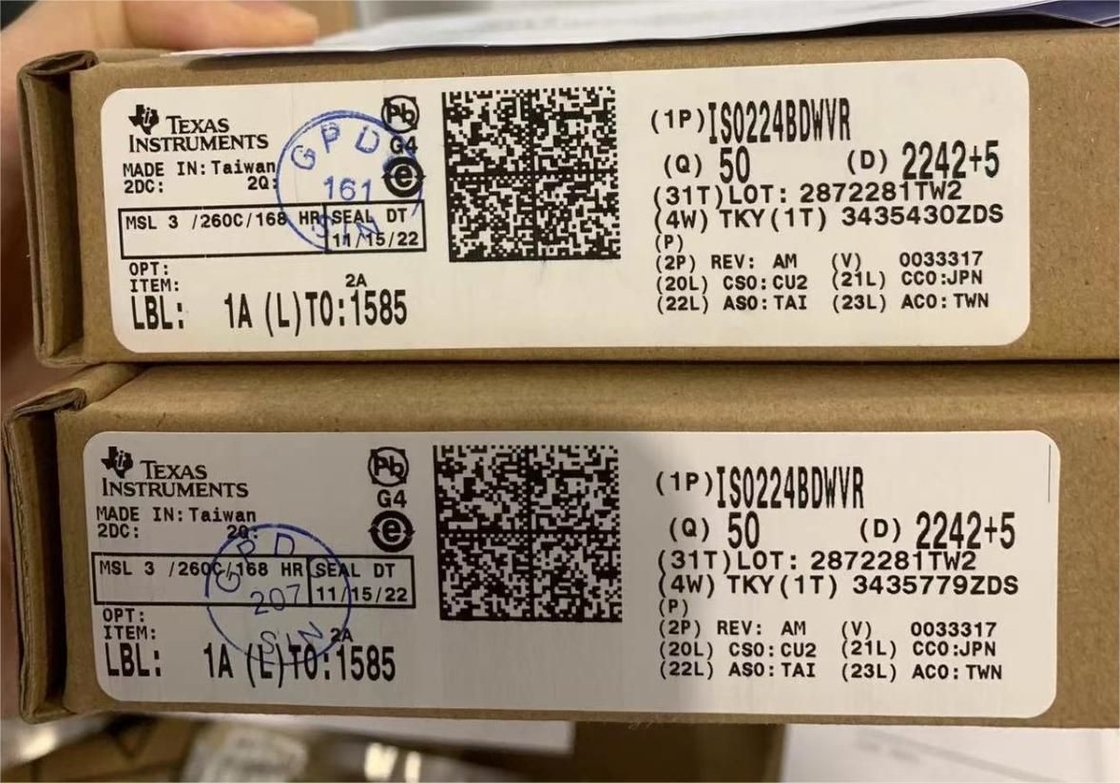 TEXAS
INSTRUMENTS
MADE IN: Taiwan
2DC: 2Q:
MSL 3 /260C/168 HR SEAL DT
11/15/22
OPT:
ITEM:
2A
LBL: 1A (L)TO:1585
Pb
G4
e
GPDC
161
SIN
(1P)ISO224BDWVR
(Q) 50 (D) 2242+5
(31T)LOT: 2872281TW2
(4W) TKY(1T) 3435430ZDS
(P)
(2P) REV: AM (V) 0033317
(20L) CSO:CU2 (21L) CCO:JPN
(22L) ASO:TAI (23L) ACO: TWN
TEXAS
INSTRUMENTS
MADE IN: Taiwan
2DC: 2Q:
MSL 3 /260C/168 HR SEAL DT
11/15/22
OPT:
ITEM:
2A
LBL: 1A (L)TO:1585
Pb
G4
e
GPD
207
SIN
(1P)ISO224BDWVR
(Q) 50 (D) 2242+5
(31T)LOT: 2872281TW2
(4W) TKY(1T) 3435779ZDS
(P)
(2P) REV: AM (V) 0033317
(20L) CSO:CU2 (21L) CCO:JPN
(22L) ASO:TAI (23L) ACO: TWN